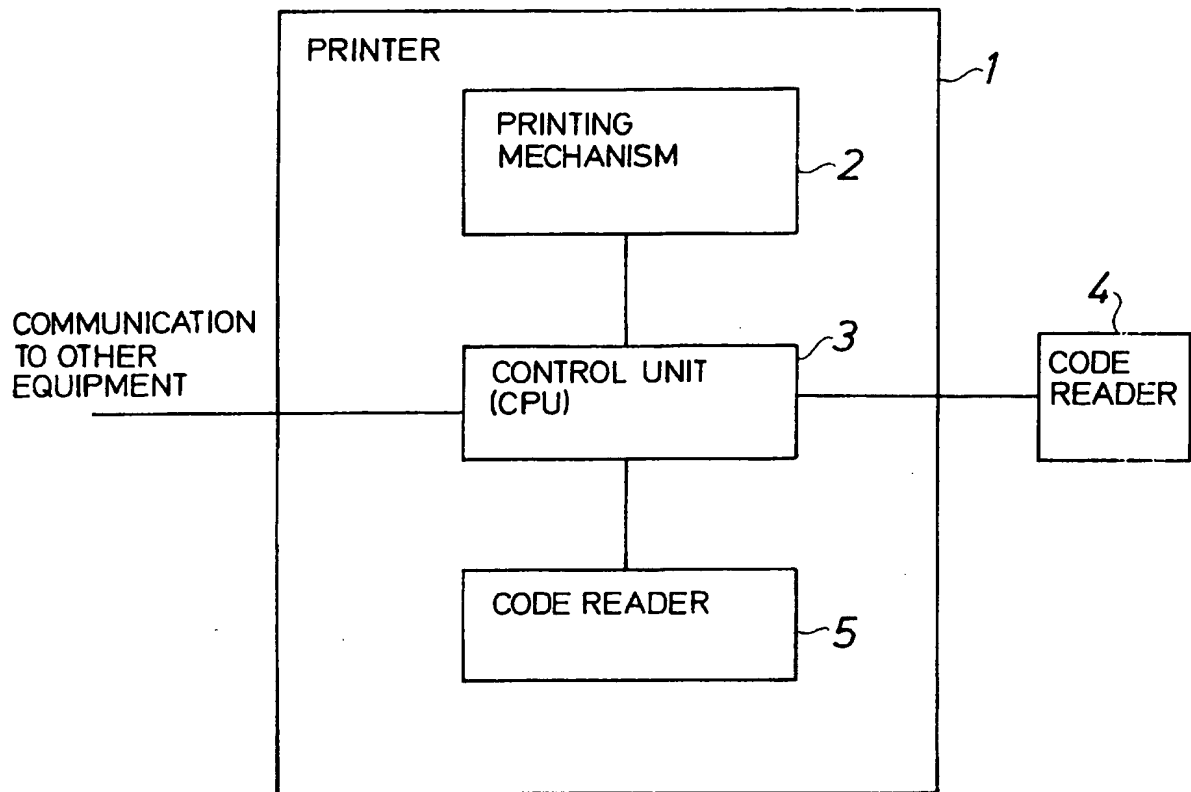 PRINTER
1
PRINTING
MECHANISM
2
COMMUNICATION
TO OTHER
EQUIPMENT
CONTROL UNIT
(CPU)
3
4
CODE
READER
CODE READER
5